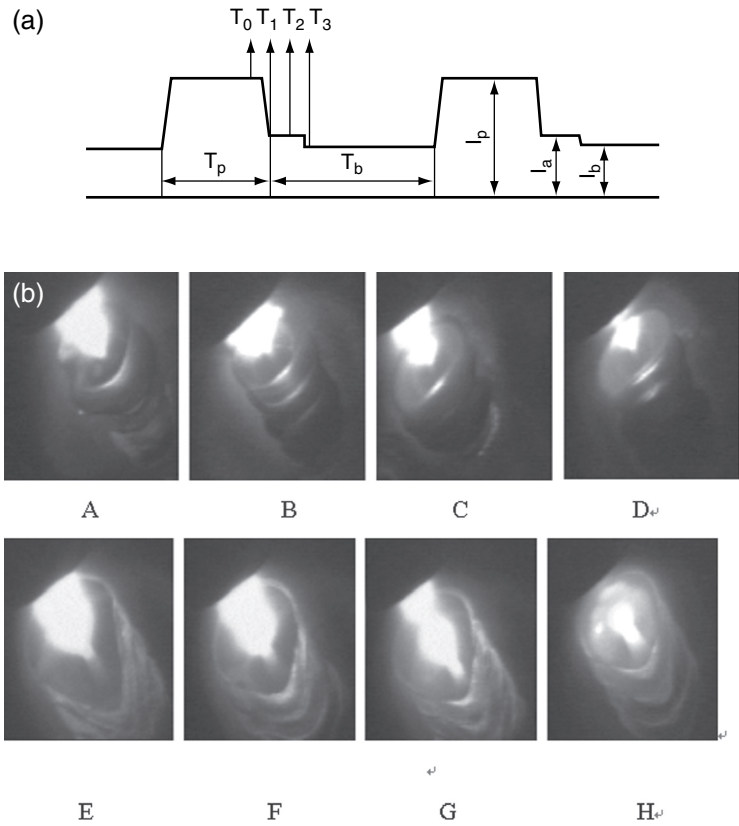 (a)
T0 T1 T2 T3
Tp
Tb
Ip
Ia
Ib
(b)
A B C D↵
↵
↵
E F G H↵